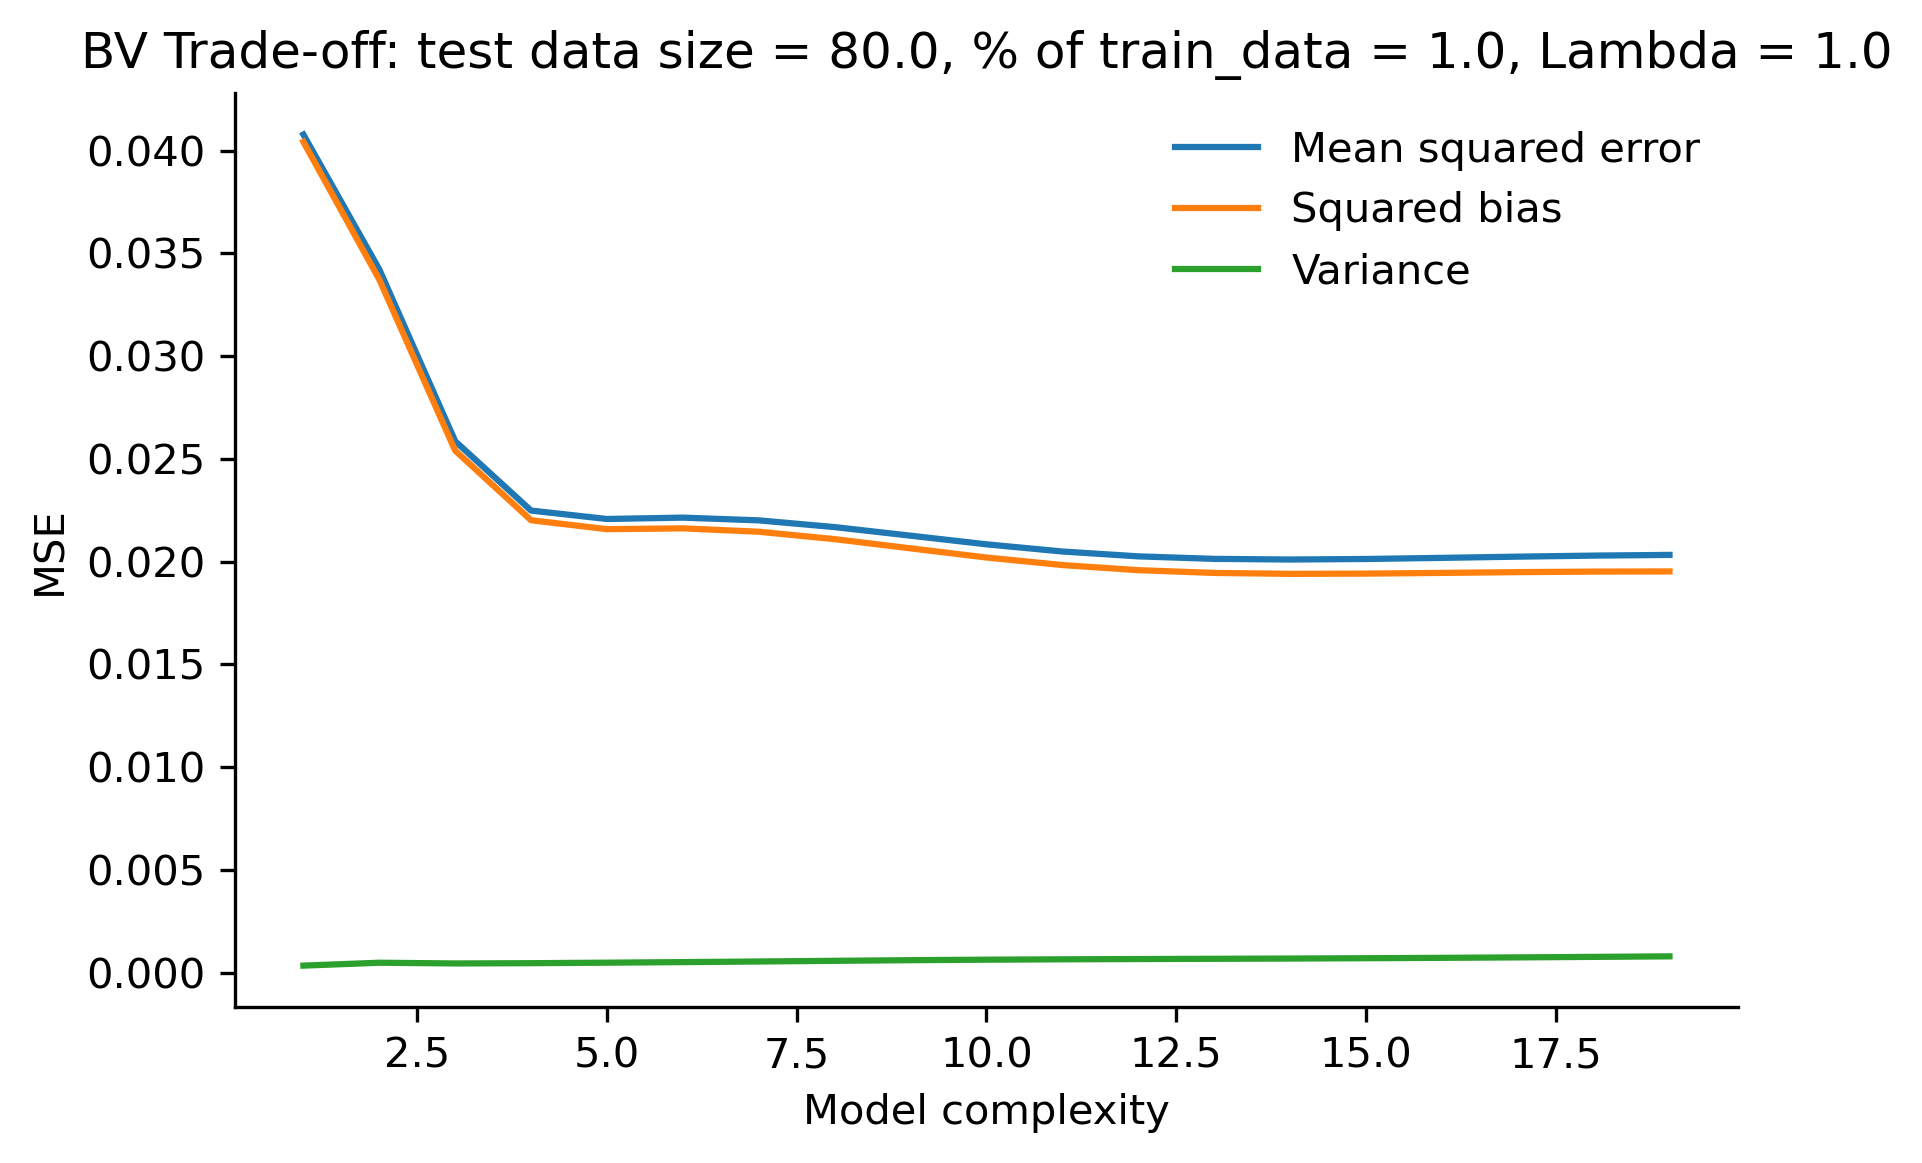 BV Trade-off: test data size = 80.0, % of train_data = 1.0, Lambda = 1.0
Mean squared error
Squared bias
Variance
0.040
0.035
0.030
0.025
0.020
0.015
0.010
0.005
0.000
MSE
2.5 5.0 7.5 10.0 12.5 15.0 17.5
Model complexity